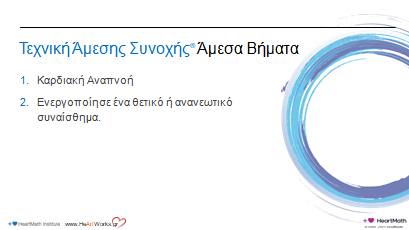 Τεχνική Άμεσης Συνοχής® Άμεσα Βήματα
1. Καρδιακή Αναπνοή
2. Ενεργοποίησε ένα θετικό ή ανανεωτικό
συναίσθημα.
HeartMath Institute www.HeArtWorks.gr
HeartMath